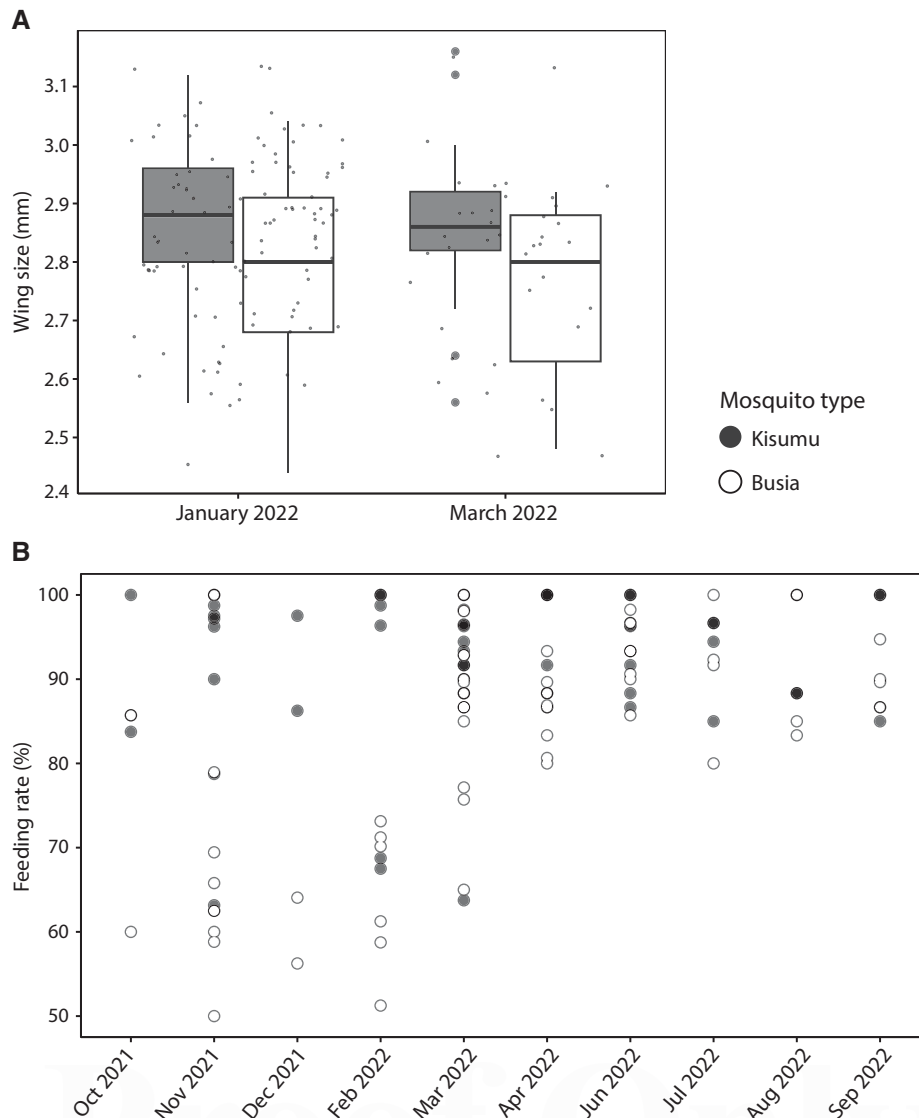 A
Wing size (mm)
3.1
3.0
2.9
2.8
2.7
2.6
2.5
2.4
January 2022
March 2022
Mosquito type
Kisumu
Busia
B
Feeding rate (%)
100
90
80
70
60
50
Oct 2021
Nov 2021
Dec 2021
Feb 2022
Mar 2022
Apr 2022
Jun 2022
Jul 2022
Aug 2022
Sep 2022